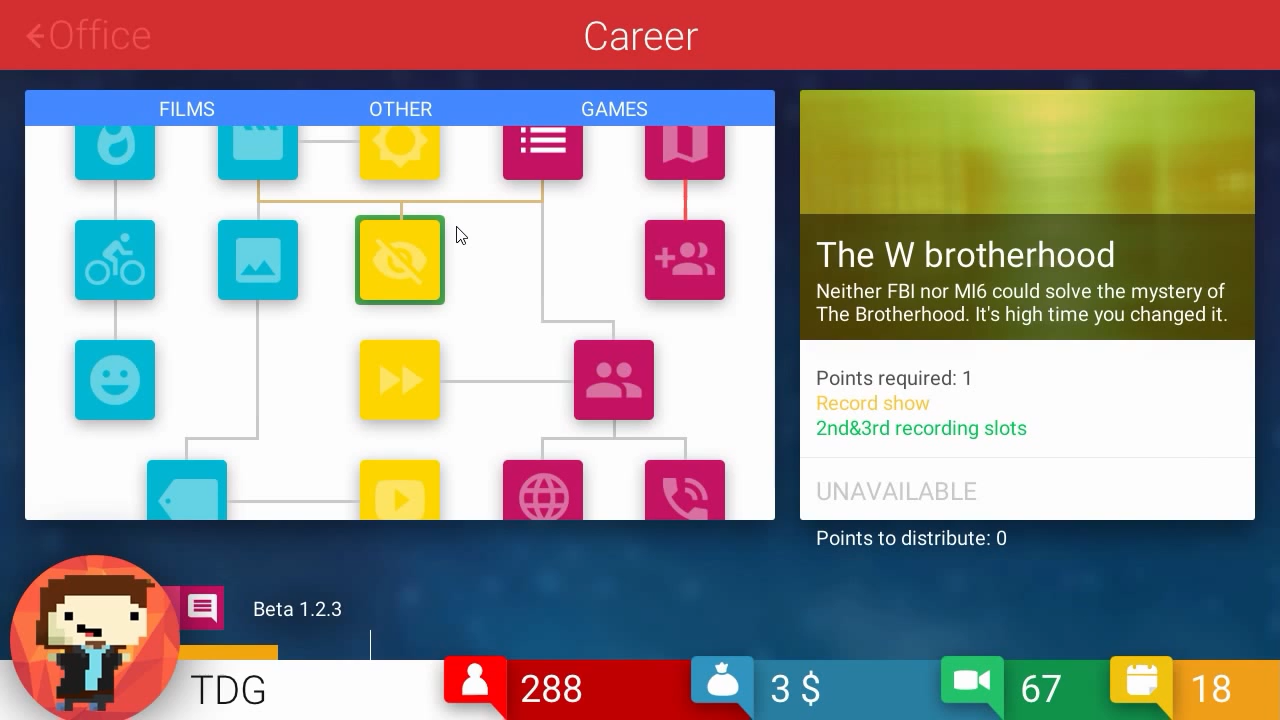 Office
Career
FILMS
OTHER
GAMES
The W brotherhood
Neither FBI nor MI6 could solve the mystery of
The Brotherhood. It's high time you changed it.
Points required: 1
Record show
2nd&3rd recording slots
UNAVAILABLE
Points to distribute: 0
Beta 1.2.3
TDG
288
3 $
67
18